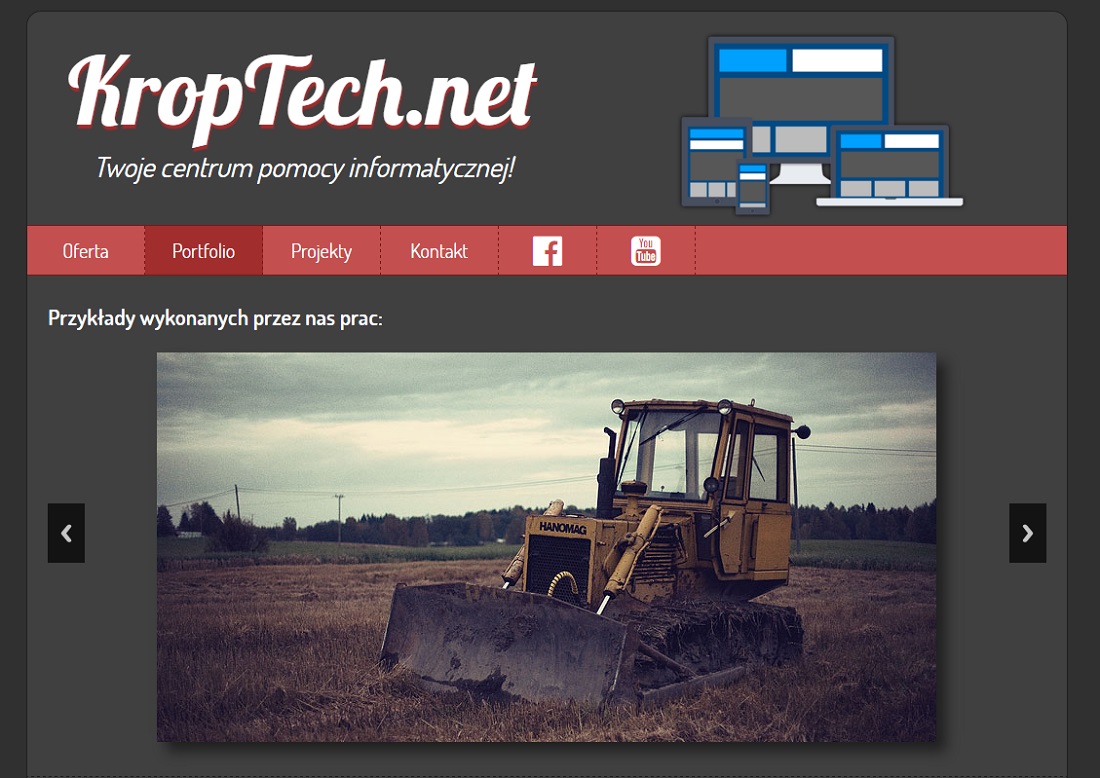 KropTech.net
Twoje centrum pomocy informatycznej!
Oferta Portfolio Projekty Kontakt f You Tube
Przykłady wykonanych przez nas prac:
HANOMAG